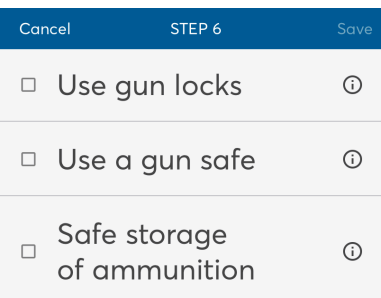 Cancel STEP 6 Save
Use gun locks
Use a gun safe
Safe storage
of ammunition